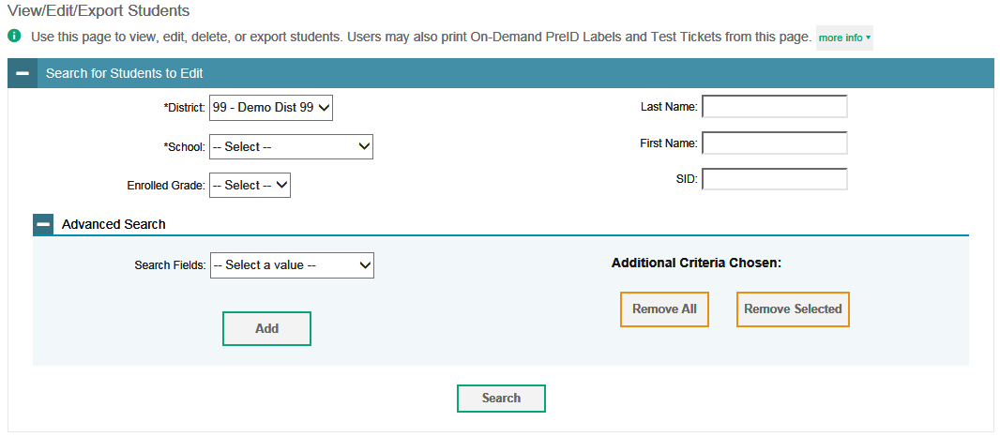 View/Edit/Export Students
Use this page to view, edit, delete, or export students. Users may also print On-Demand PreID Labels and Test Tickets from this page. more info
Search for Students to Edit
*District: 99 - Demo Dist 99
Last Name:
*School: -- Select --
First Name:
Enrolled Grade: -- Select --
SID:
Advanced Search
Search Fields: -- Select a value --
Additional Criteria Chosen:
Remove All
Remove Selected
Add
Search